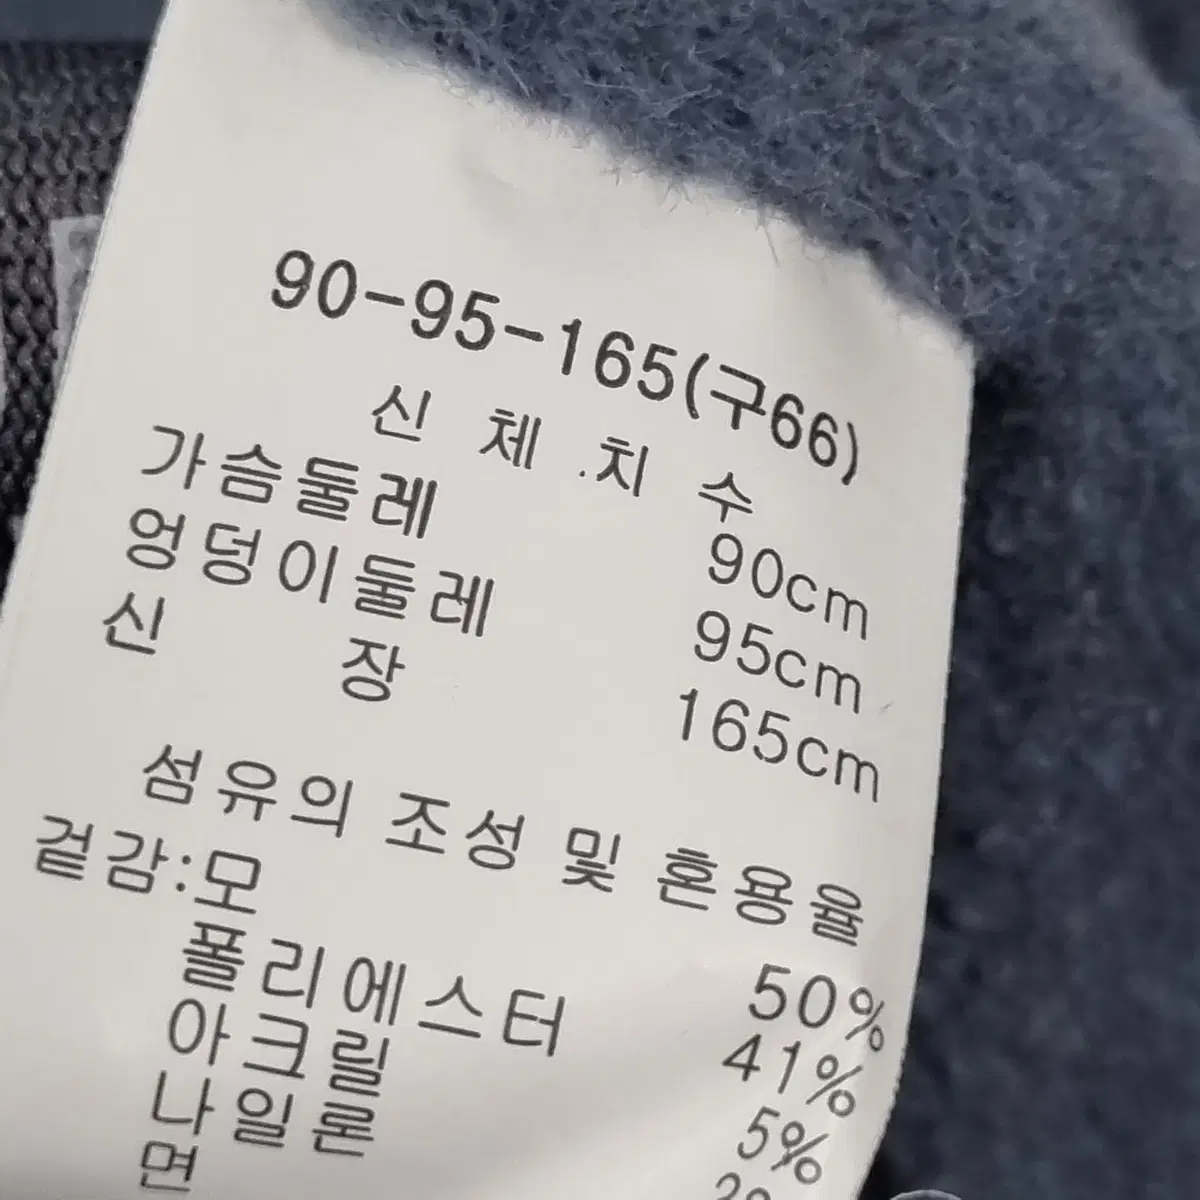 90-95-165(구66)
신 체 치 수
가슴둘레 90cm
엉덩이둘레 95cm
신 장 165cm
섬유의 조성 및 혼용율
겉감:모 50%
폴리에스터 41%
아크릴 5%
나일론
면